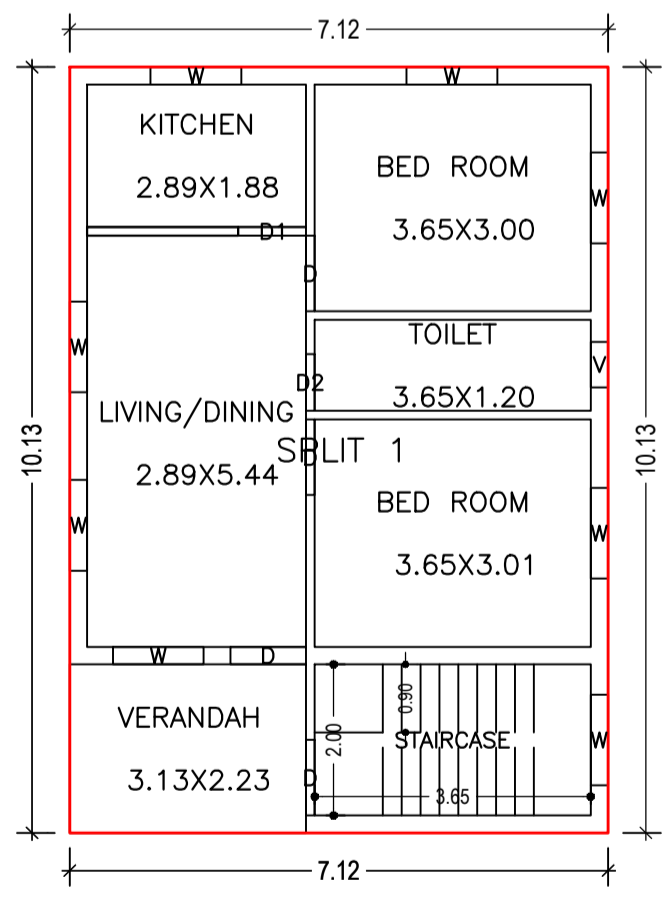 7.12
W
W
KITCHEN
2.89X1.88
BED ROOM
3.65X3.00
W
D1
D
10.13
10.13
W
TOILET
3.65X1.20
V
D2
LIVING/DINING
2.89X5.44
SPLIT 1
D
BED ROOM
3.65X3.01
W
W
W
D
VERANDAH
3.13X2.23
D
2.00
0.90
STAIRCASE
3.65
W
7.12